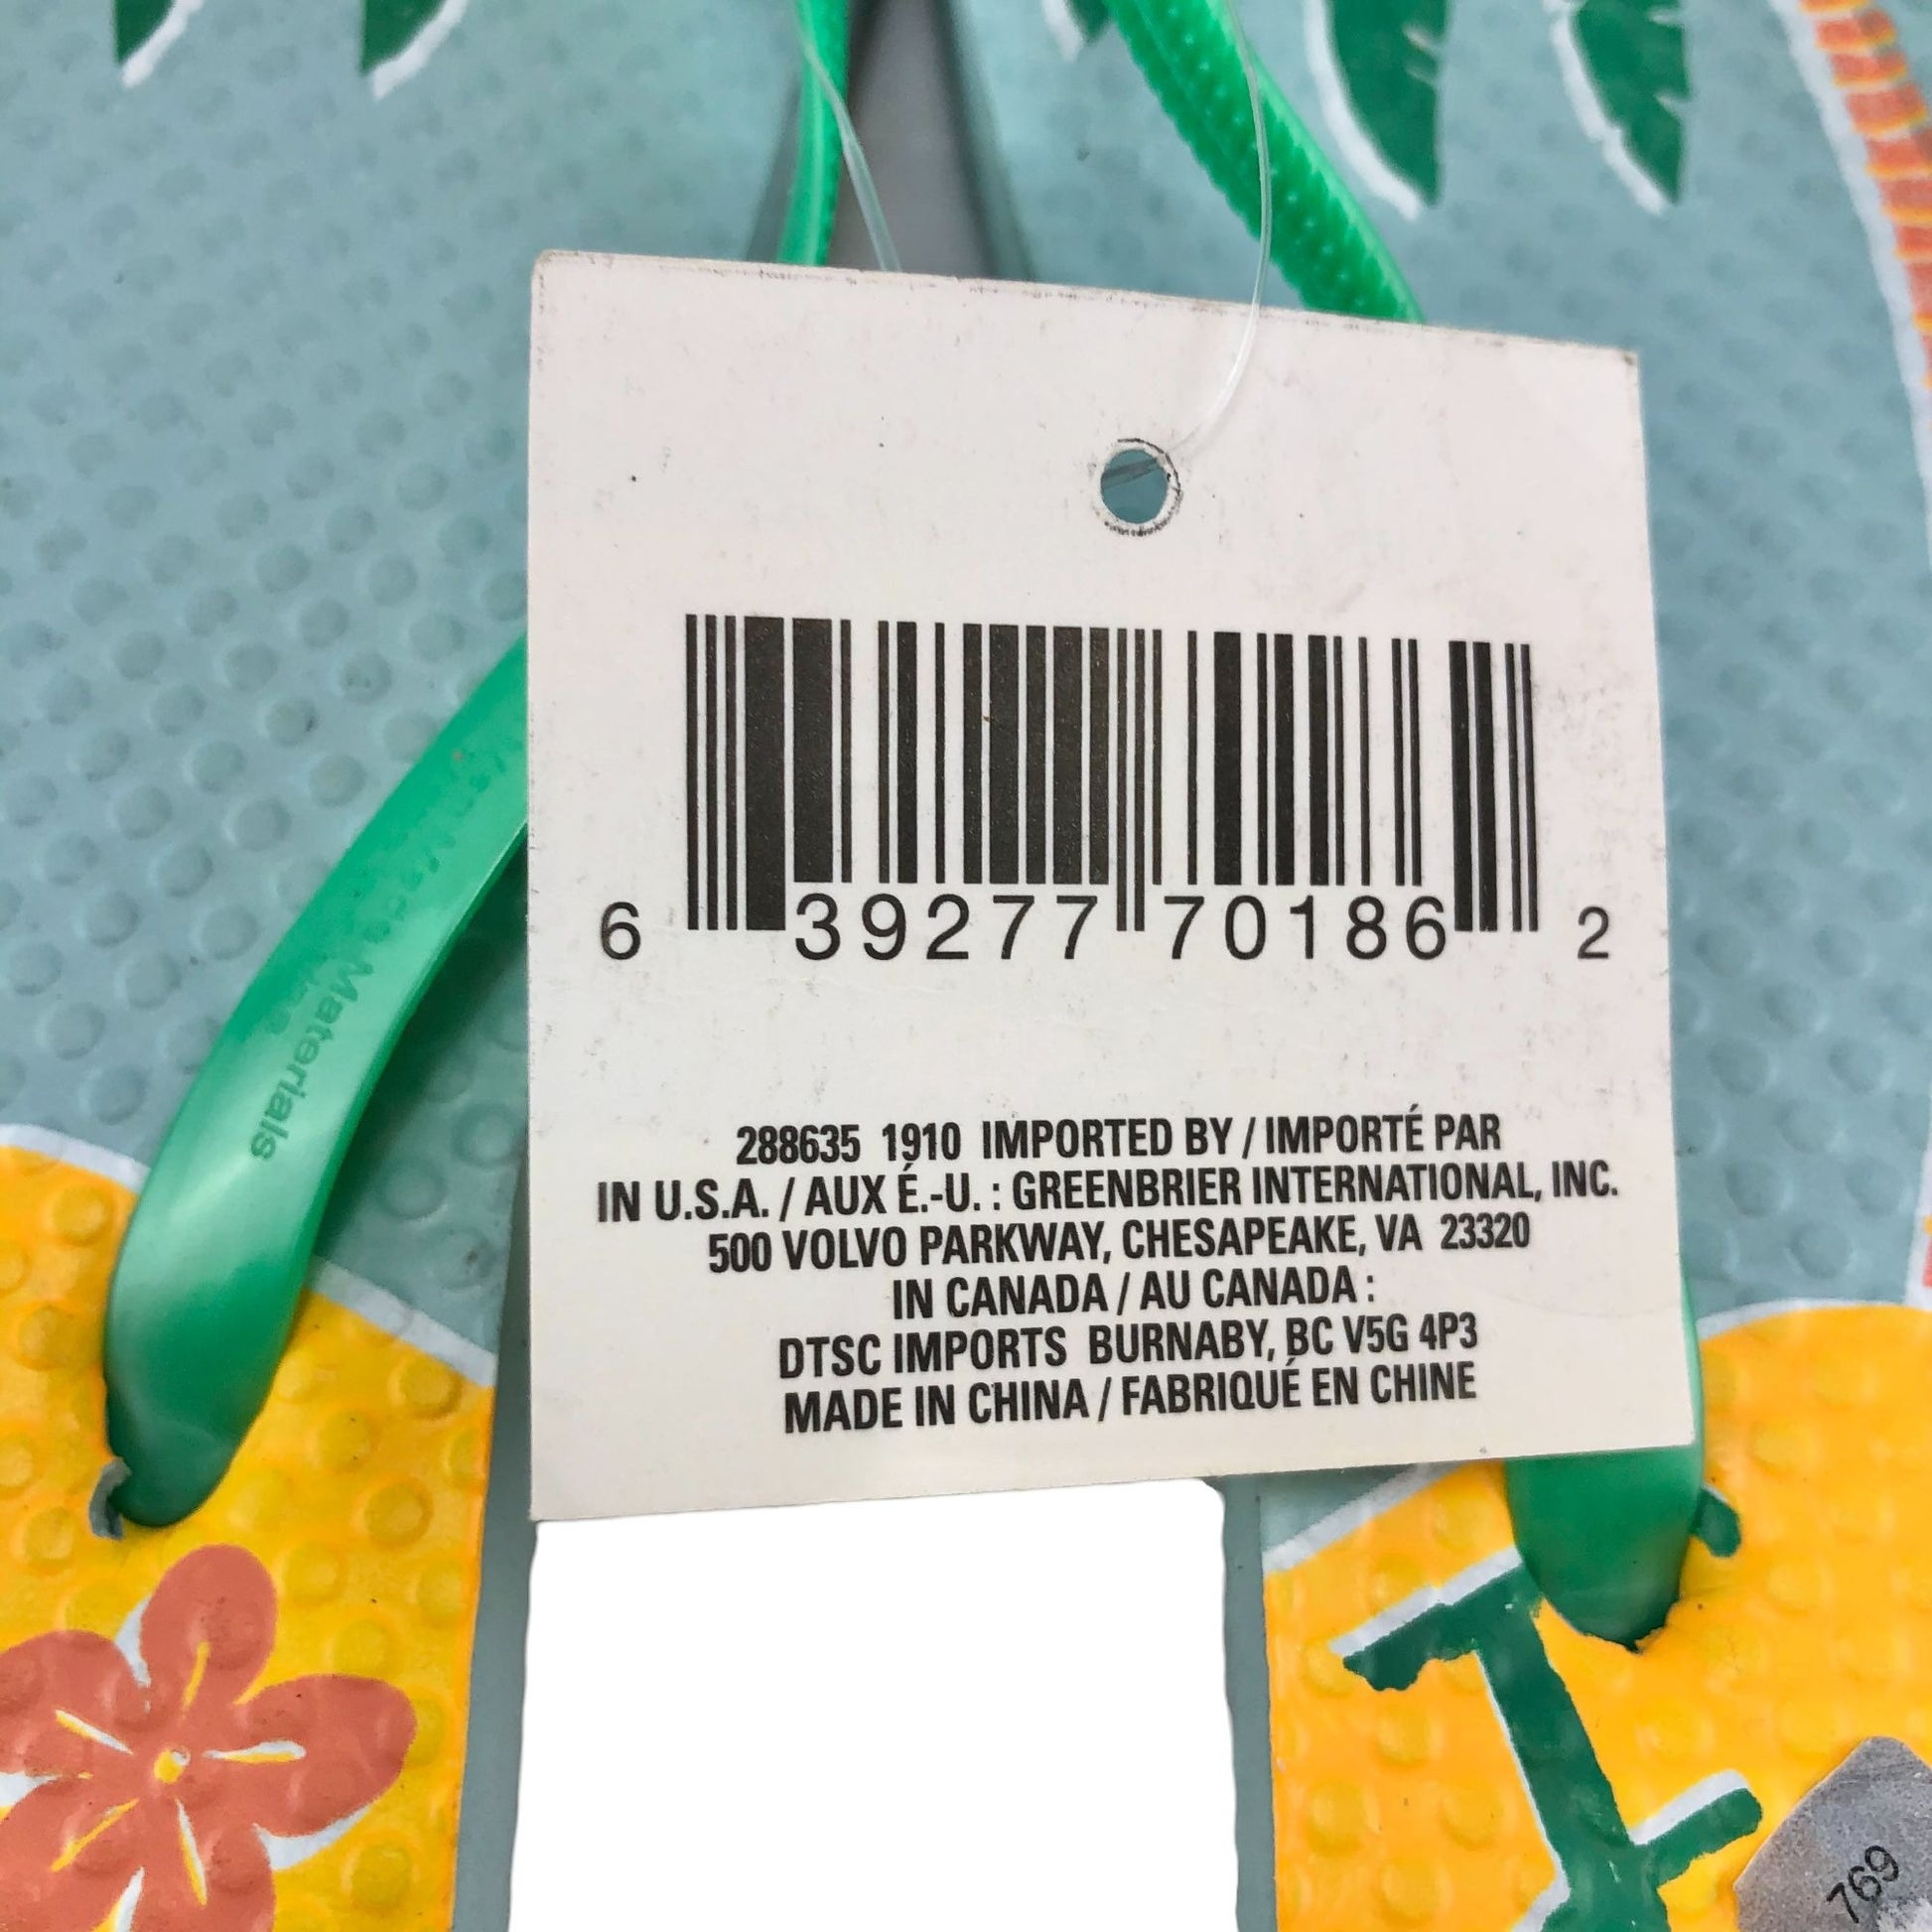 6 39277 70186 2
288635 1910 IMPORTED BY / IMPORTÉ PAR
IN U.S.A. / AUX É.-U. : GREENBRIER INTERNATIONAL, INC.
500 VOLVO PARKWAY, CHESAPEAKE, VA 23320
IN CANADA / AU CANADA :
DTSC IMPORTS BURNABY, BC V5G 4P3
MADE IN CHINA / FABRIQUÉ EN CHINE
Man Made Materials
769